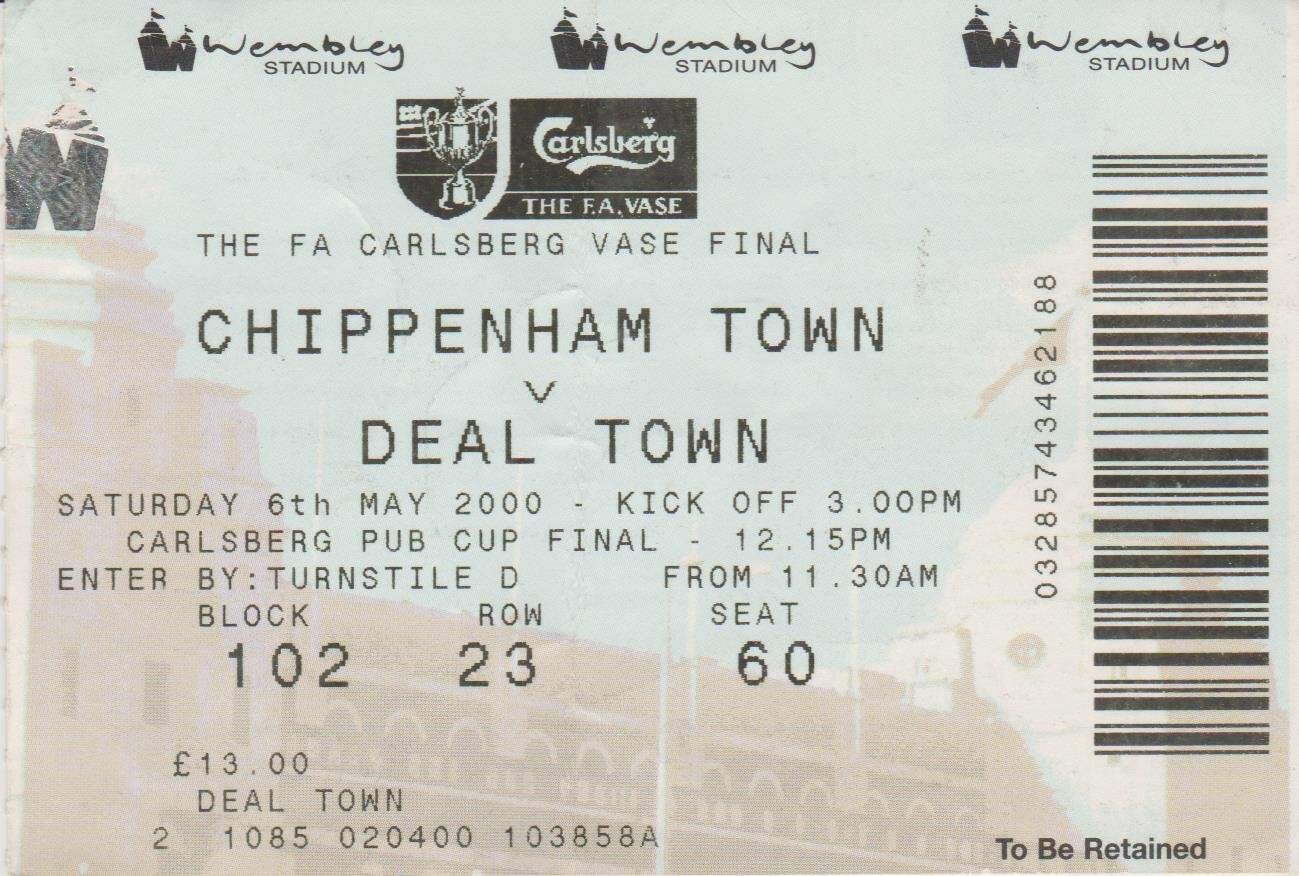 Wembley Wembley Wembley
STADIUM STADIUM STADIUM
Carlsberg
THE F.A. VASE
THE FA CARLSBERG VASE FINAL
CHIPPENHAM TOWN
V
DEAL TOWN
SATURDAY 6th MAY 2000 - KICK OFF 3.00PM
CARLSBERG PUB CUP FINAL - 12.15PM
ENTER BY:TURNSTILE D FROM 11.30AM
BLOCK ROW SEAT
102 23 60
£13.00
DEAL TOWN
2 1085 020400 103858A
03285743462188
To Be Retained